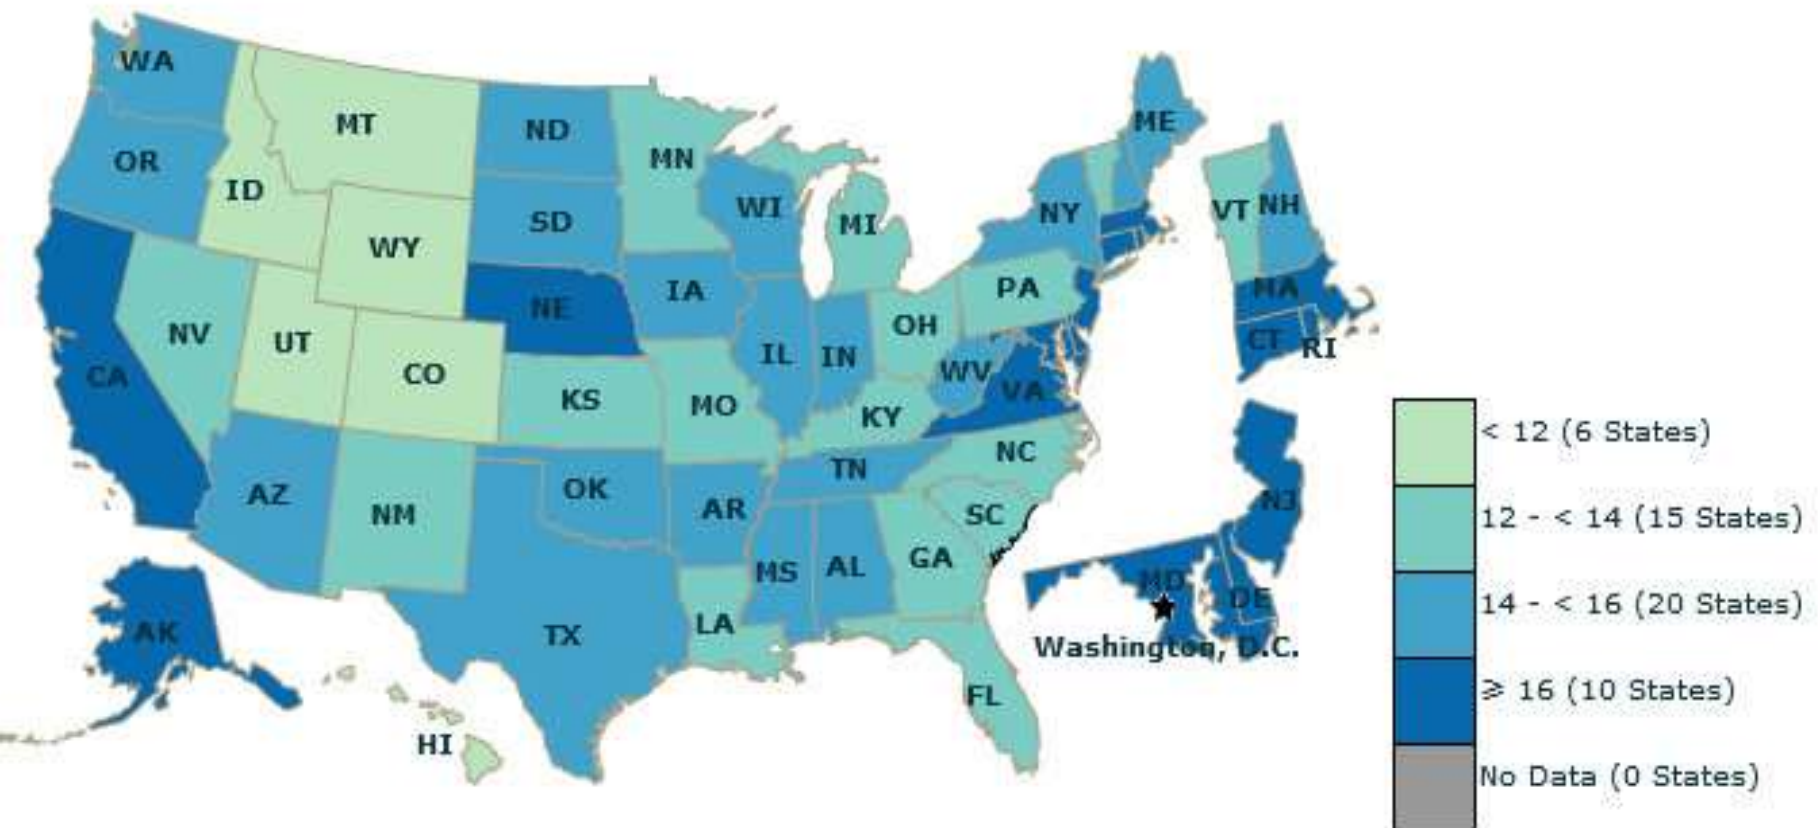 WA
MT
ND
MN
OR
ID
SD
WI
MI
WY
NY
ME
VT NH
NE
IA
PA
MA
NV
UT
OH
CT
RI
CA
CO
IL
IN
WV
VA
KS
MO
KY
NC
TN
AZ
NM
OK
AR
SC
NJ
GA
MS
AL
MD
DE
AK
TX
LA
Washington, D.C.
FL
HI
< 12 (6 States)
12 - < 14 (15 States)
14 - < 16 (20 States)
⩾ 16 (10 States)
No Data (0 States)